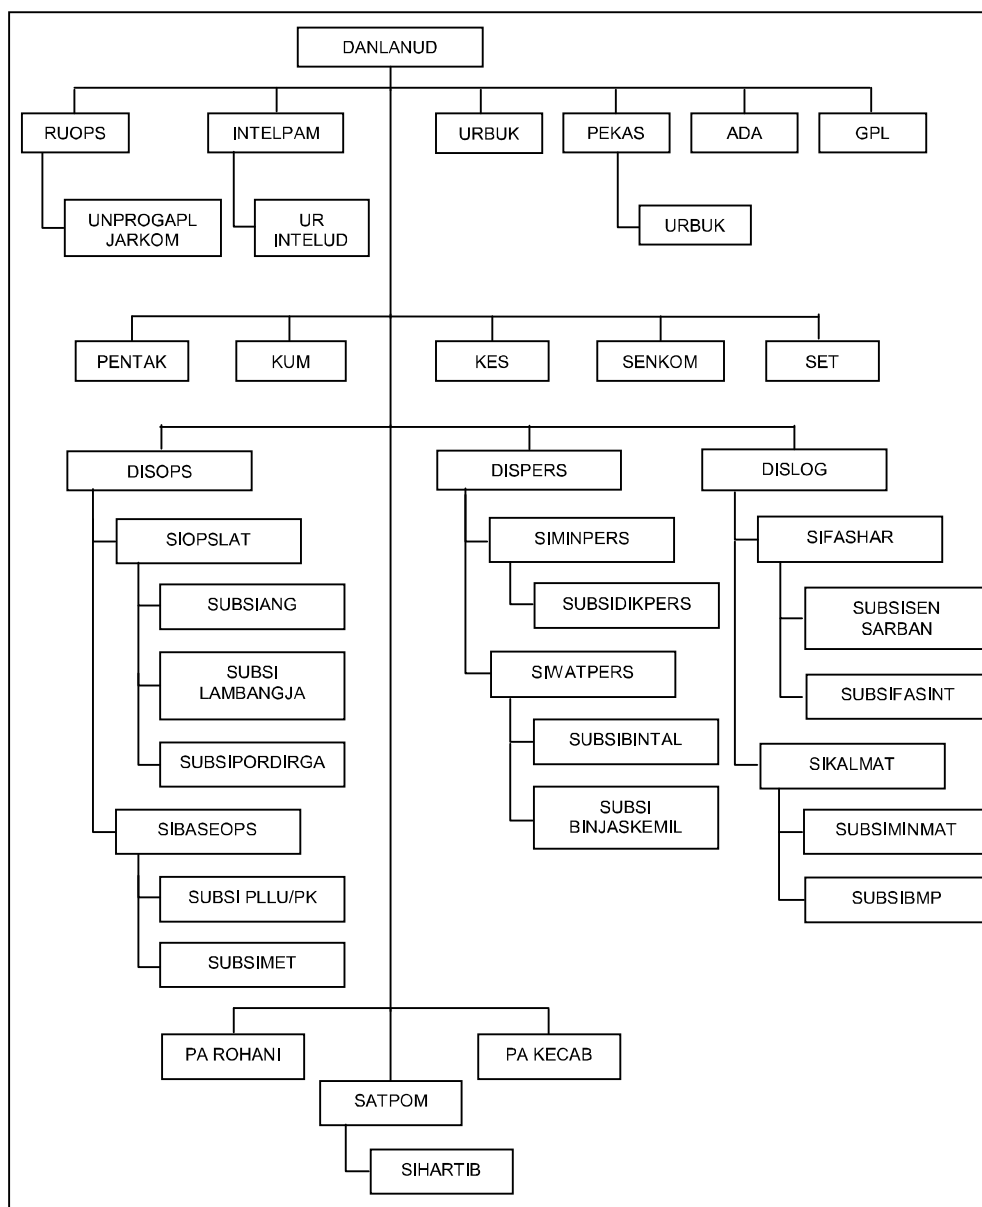 DANLANUD
RUOPS
INTELPAM
URBUK
PEKAS
ADA
GPL
UNPROGAPL
JARKOM
UR
INTELUD
URBUK
PENTAK
KUM
KES
SENKOM
SET
DISOPS
DISPERS
DISLOG
SIOPSLAT
SUBSIANG
SUBSI
LAMBANGJA
SUBSIPORDIRGA
SIBASEOPS
SUBSI PLLU/PK
SUBSIMET
SIMINPERS
SUBSIDIKPERS
SIWATPERS
SUBSIBINTAL
SUBSI
BINJASKEMIL
SIFASHAR
SUBSISEN
SARBAN
SUBSIFASINT
SIKALMAT
SUBSIMINMAT
SUBSIBMP
PA ROHANI
PA KECAB
SATPOM
SIHARTIB